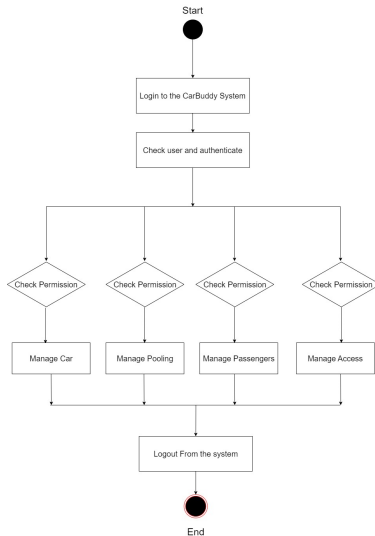 Start
Login to the CarBuddy System
Check user and authenticate
Check Permission
Check Permission
Check Permission
Check Permission
Manage Car
Manage Pooling
Manage Passengers
Manage Access
Logout From the system
End